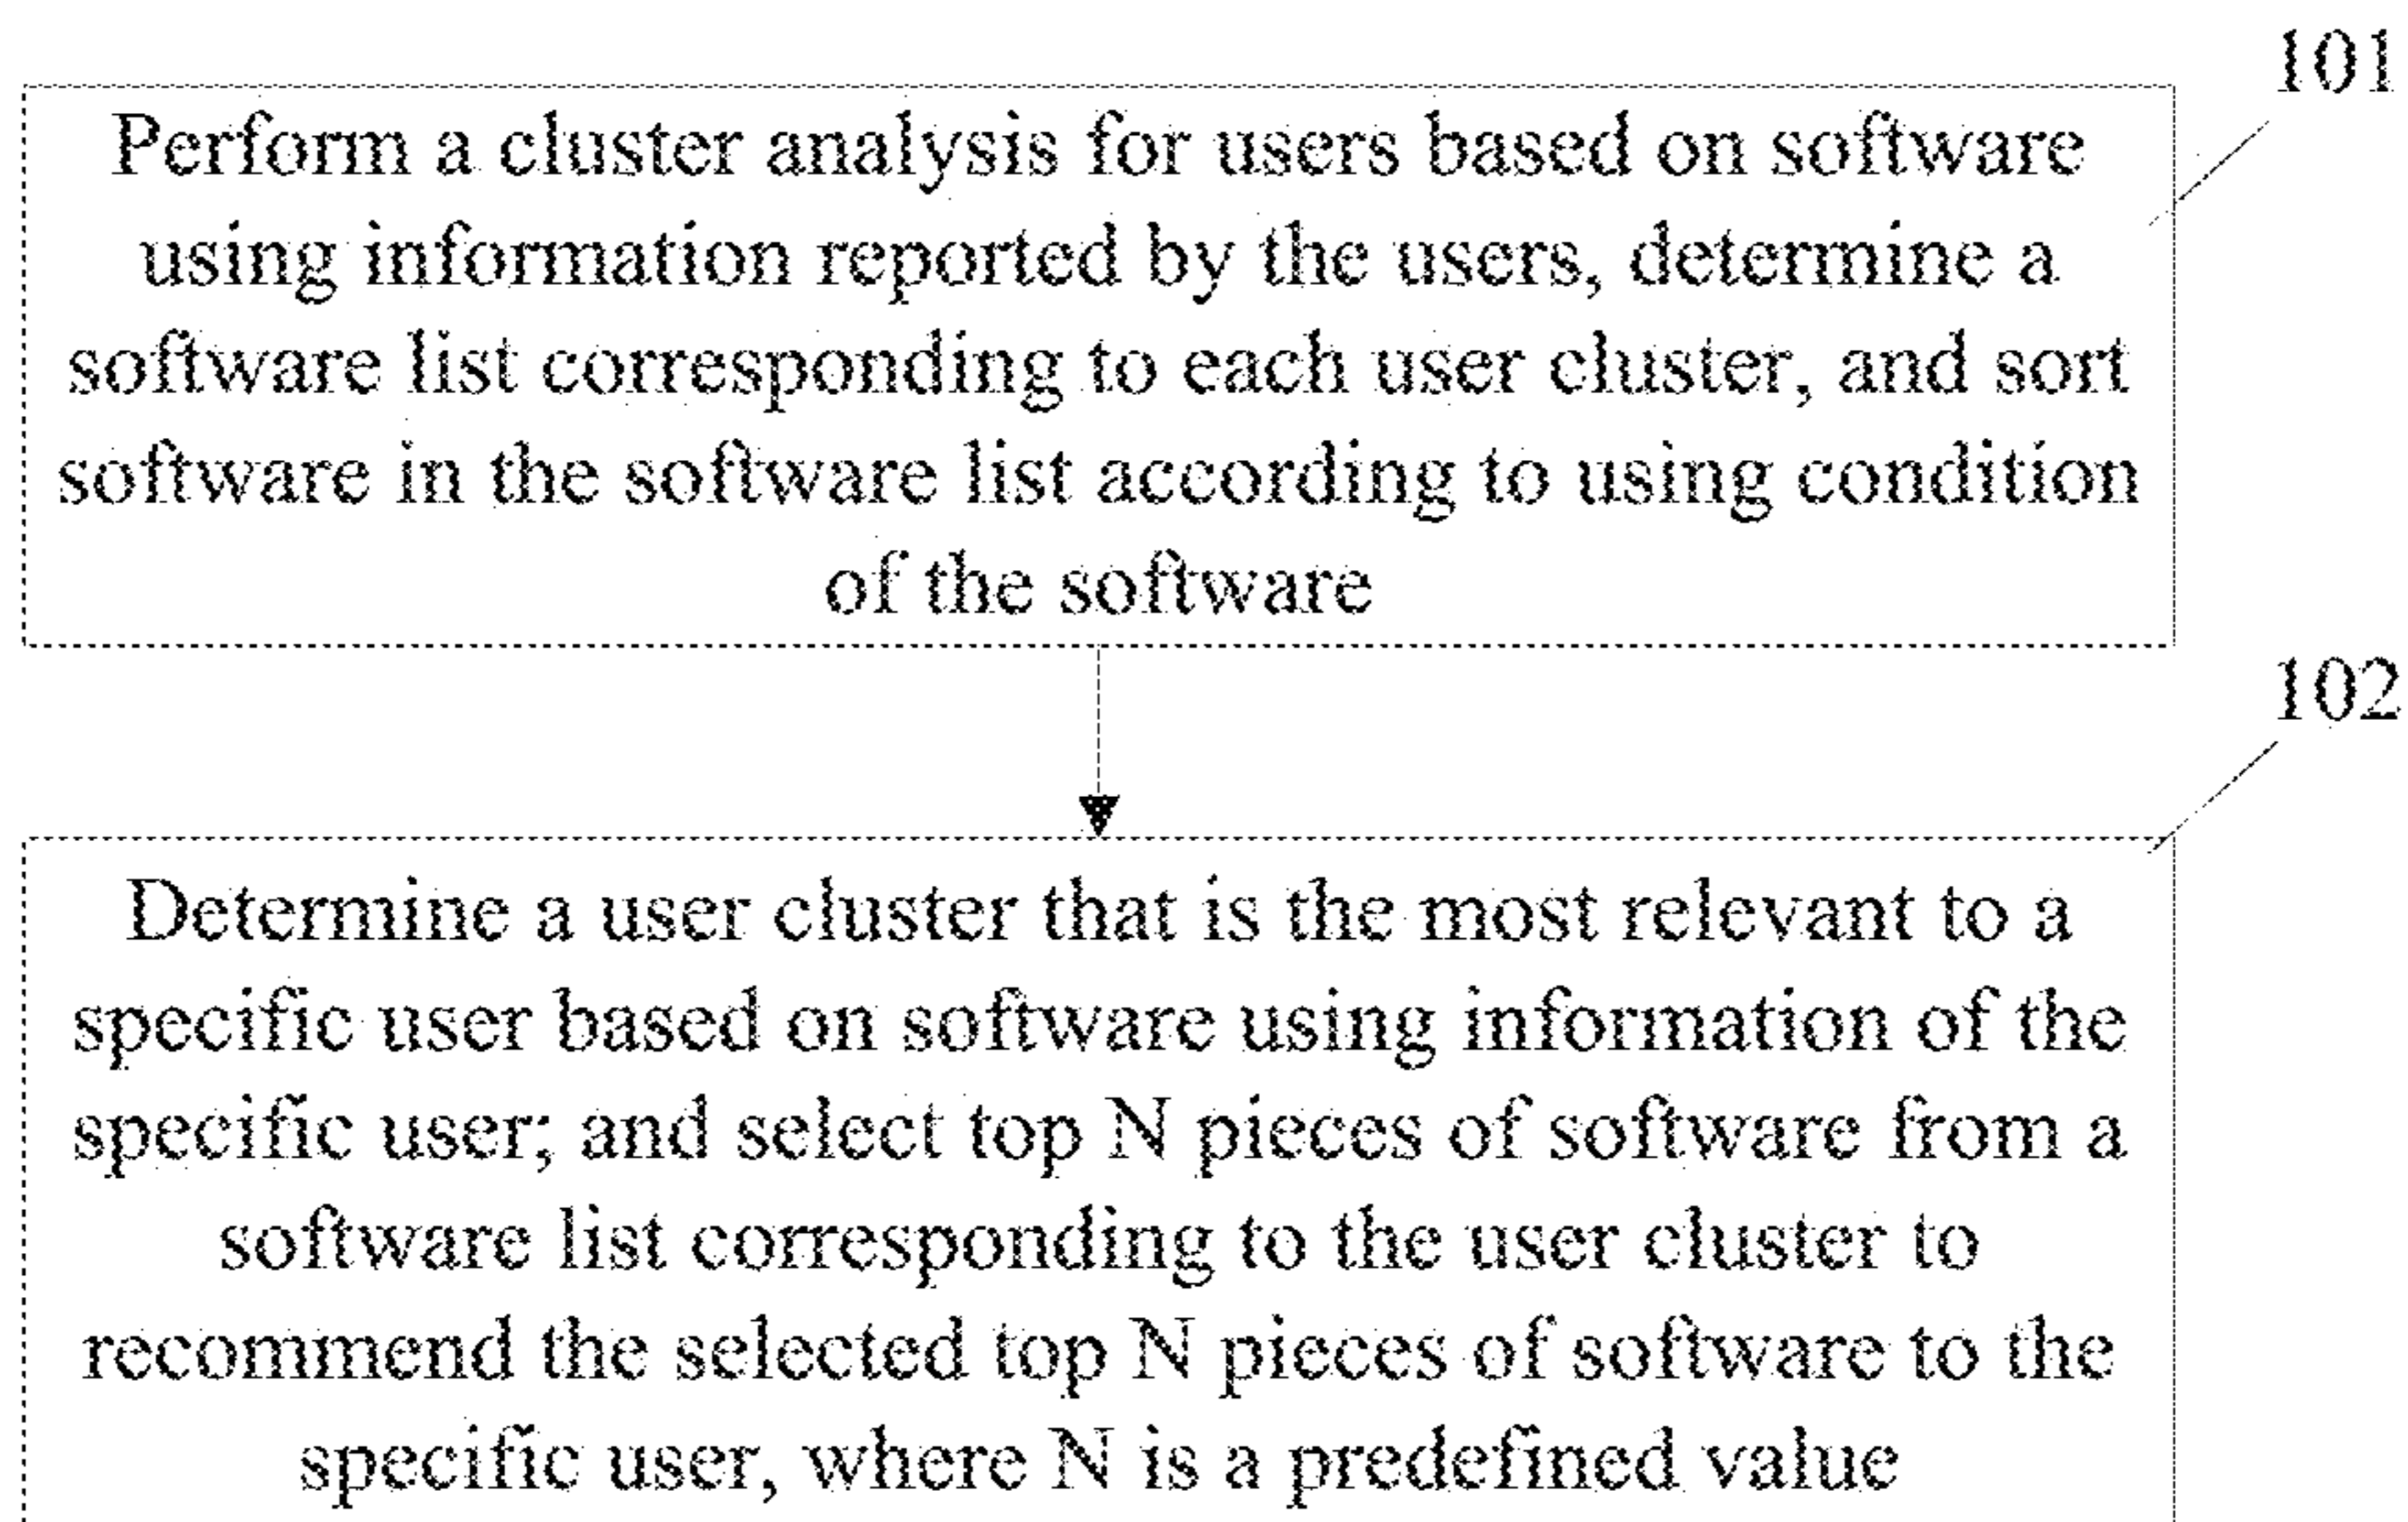 101
Perform a cluster analysis for users based on software
using information reported by the users, determine a
software list corresponding to each user cluster, and sort
software in the software list according to using condition
of the software
102
Determine a user cluster that is the most relevant to a
specific user based on software using information of the
specific user; and select top N pieces of software from a
software list corresponding to the user cluster to
recommend the selected top N pieces of software to the
specific user, where N is a predefined value